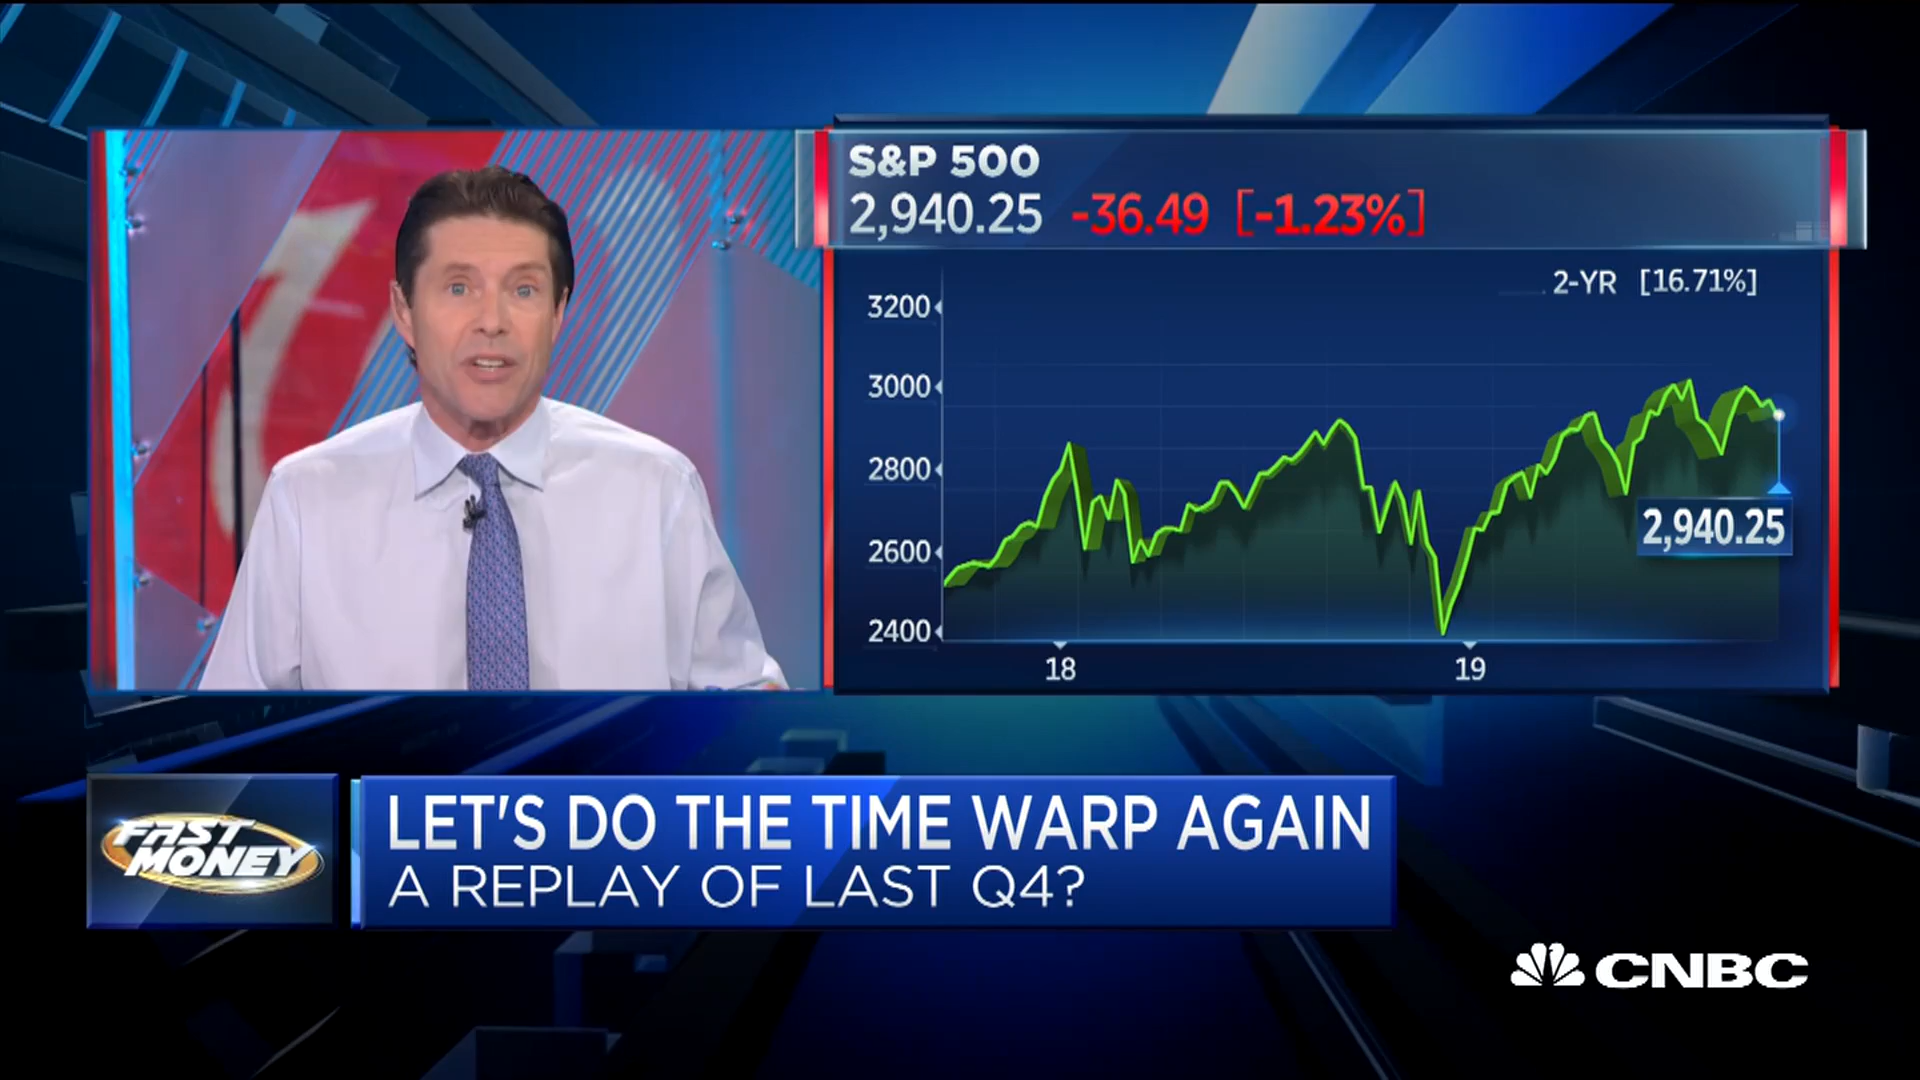 S&P 500
2,940.25 -36.49 [-1.23%]
2-YR [16.71%]
3200
3000
2800
2600
2400
2,940.25
18 19
FAST
MONEY
LET'S DO THE TIME WARP AGAIN
A REPLAY OF LAST Q4?
CNBC